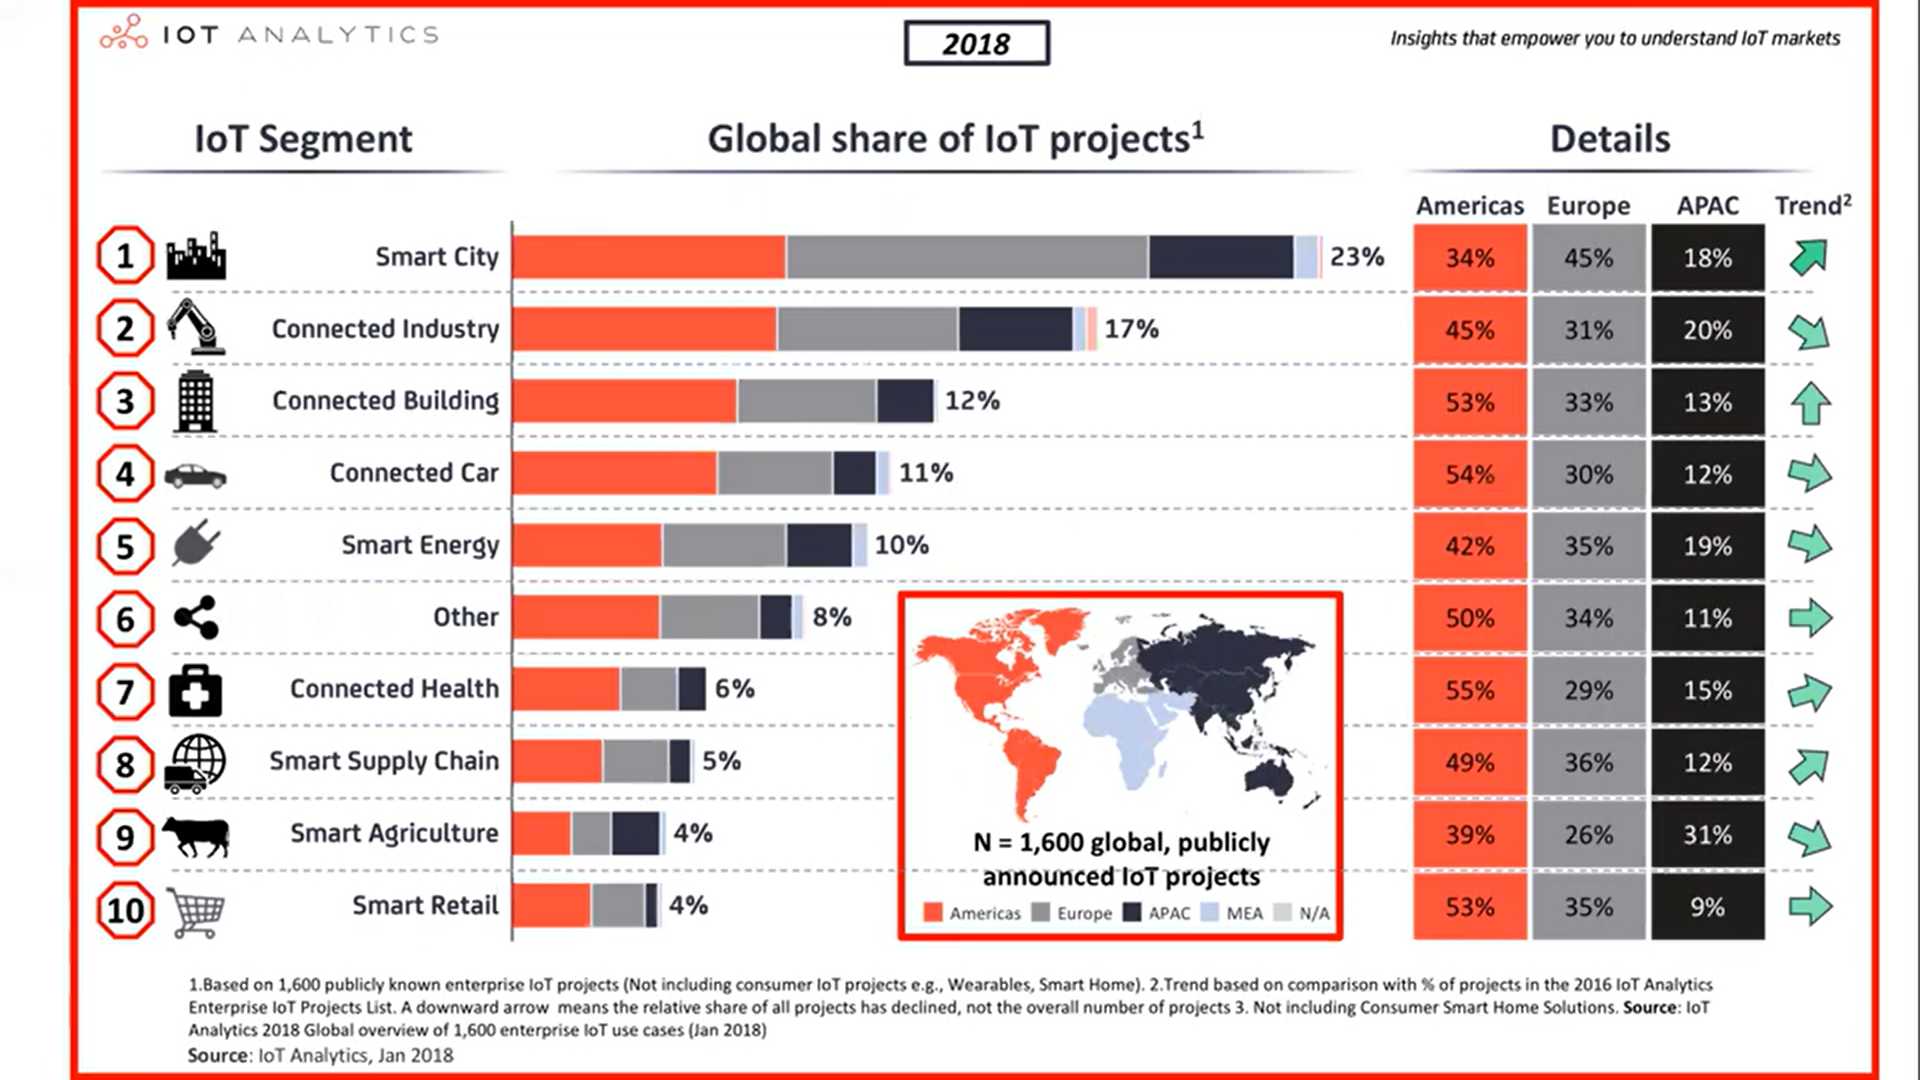 IOT ANALYTICS
2018
Insights that empower you to understand IoT markets
IoT Segment
Global share of IoT projects1
Details
Americas Europe APAC Trend2
1 Smart City 23% 34% 45% 18%
2 Connected Industry 17% 45% 31% 20%
3 Connected Building 12% 53% 33% 13%
4 Connected Car 11% 54% 30% 12%
5 Smart Energy 10% 42% 35% 19%
6 Other 8% 50% 34% 11%
7 Connected Health 6% 55% 29% 15%
8 Smart Supply Chain 5% 49% 36% 12%
9 Smart Agriculture 4% 39% 26% 31%
10 Smart Retail 4% 53% 35% 9%
N = 1,600 global, publicly
announced IoT projects
Americas Europe APAC MEA N/A
1.Based on 1,600 publicly known enterprise IoT projects (Not including consumer IoT projects e.g., Wearables, Smart Home). 2.Trend based on comparison with % of projects in the 2016 IoT Analytics
Enterprise IoT Projects List. A downward arrow means the relative share of all projects has declined, not the overall number of projects 3. Not including Consumer Smart Home Solutions. Source: IoT
Analytics 2018 Global overview of 1,600 enterprise IoT use cases (Jan 2018)
Source: IoT Analytics, Jan 2018